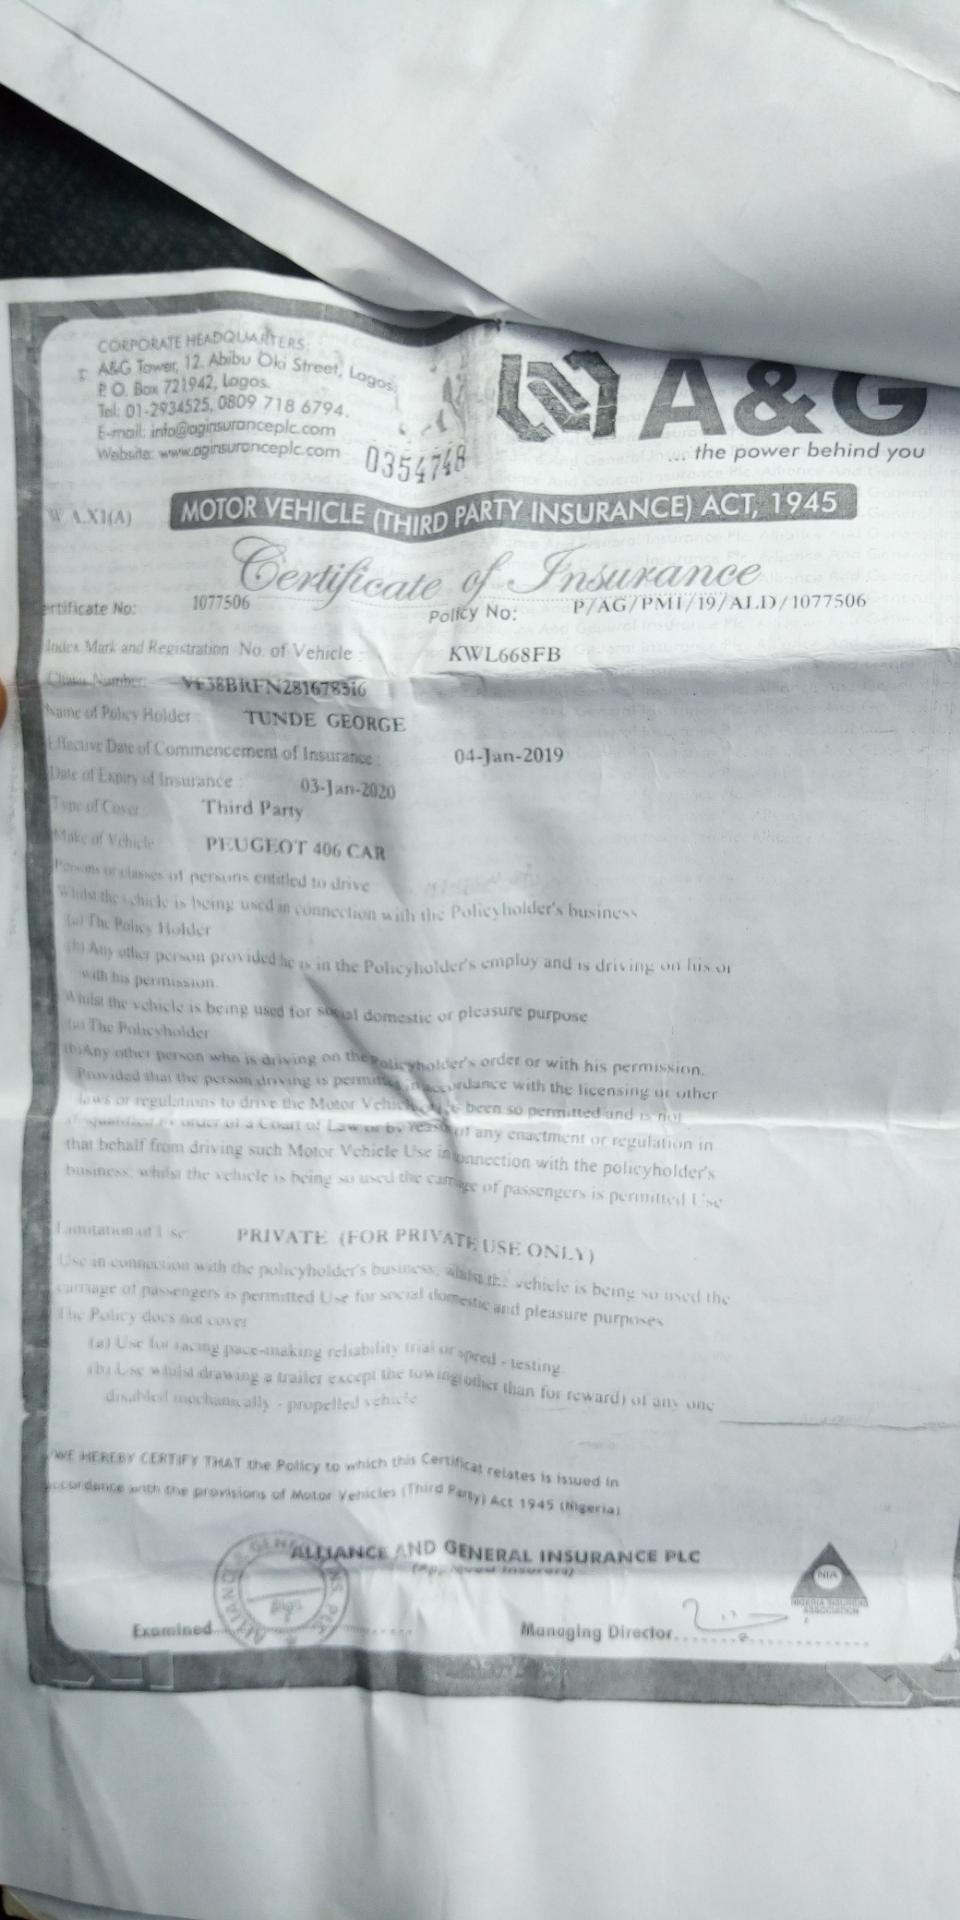 CORPORATE HEADQUARTERS:
A&G Tower, 12. Abibu Oki Street, Lagos
P. O. Box 721942, Lagos.
Tel: 01-2934525, 0809 718 6794.
E-mail: info@aginsuranceplc.com
Website: www.aginsuranceplc.com
0354748
A&G
... the power behind you
W A.X1(A)
MOTOR VEHICLE (THIRD PARTY INSURANCE) ACT, 1945
Certificate of Insurance
ertificate No: 1077506 Policy No: P/AG/PMI/19/ALD/1077506
Index Mark and Registration No. of Vehicle : KWL668FB
Number:
Name of Policy Holder : TUNDE GEORGE
Effective Date of Commencement of Insurance : 04-Jan-2019
Date of Expiry of Insurance : 03-Jan-2020
Type of Cover: Third Party
Make of Vehicle PEUGEOT 406 CAR
Persons or classes of persons entitled to drive
Whilst the vehicle is being used in connection with the Policyholder's business
(a) The Policy Holder
(b) Any other person provided he is in the Policyholder's employ and is driving on his or
with his permission.
Whilst the vehicle is being used for social domestic or pleasure purpose
(a) The Policyholder
(b)Any other person who is driving on the Policyholder's order or with his permission.
Provided that the person driving is permitted in accordance with the licensing or other
laws or regulations to drive the Motor Vehicle been so permitted and is not
order of a Court of Law or by reason of any enactment or regulation in
that behalf from driving such Motor Vehicle Use in connection with the policyholder's
business, whilst the vehicle is being so used the carriage of passengers is permitted Use
Limitation of Use: PRIVATE (FOR PRIVATE USE ONLY)
Use in connection with the policyholder's business, whilst the vehicle is being so used the
carriage of passengers is permitted Use for social domestic and pleasure purposes
The Policy does not cover
(a) Use for racing pace-making reliability trial or speed - testing.
(b) Use whilst drawing a trailer except the towing(other than for reward) of any one
disabled mechanically - propelled vehicle
WE HEREBY CERTIFY THAT the Policy to which this Certificat relates is issued in
accordance with the provisions of Motor Vehicles (Third Party) Act 1945 (Nigeria)
ALLIANCE AND GENERAL INSURANCE PLC
(Approved Insurers)
NIA
NIGERIA INSURERS
ASSOCIATION
Examined
Managing Director